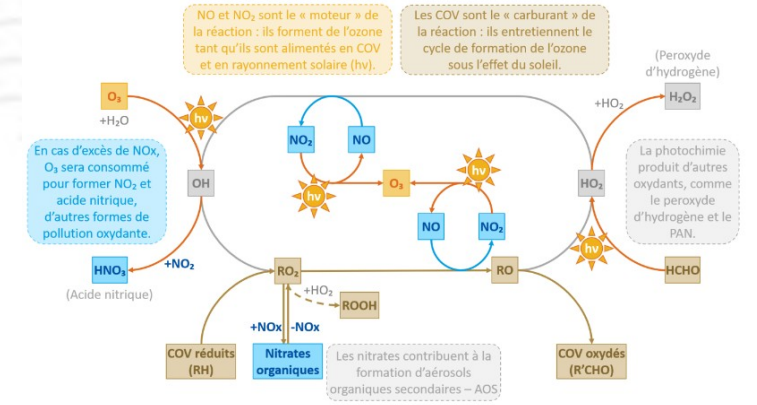 NO et NO₂ sont le « moteur » de
la réaction : ils forment de l’ozone
tant qu’ils sont alimentés en COV
et en rayonnement solaire (hv).
Les COV sont le « carburant » de
la réaction : ils entretiennent le
cycle de formation de l’ozone
sous l’effet du soleil.
(Peroxyde
d’hydrogène)
O₃
+H₂O
hv
+HO₂
H₂O₂
NO₂
NO
En cas d’excès de NOx,
O₃ sera consommé
pour former NO₂ et
acide nitrique,
d’autres formes de
pollution oxydante.
OH
hv
O₃
hv
HO₂
La photochimie
produit d’autres
oxydants, comme
le peroxyde
d’hydrogène et le
PAN.
NO
NO₂
hv
HNO₃
+NO₂
(Acide nitrique)
RO₂
RO
HCHO
+HO₂
ROOH
+NOx
-NOx
COV réduits
(RH)
Nitrates
organiques
Les nitrates contribuent à la
formation d’aérosols
organiques secondaires – AOS
COV oxydés
(R’CHO)